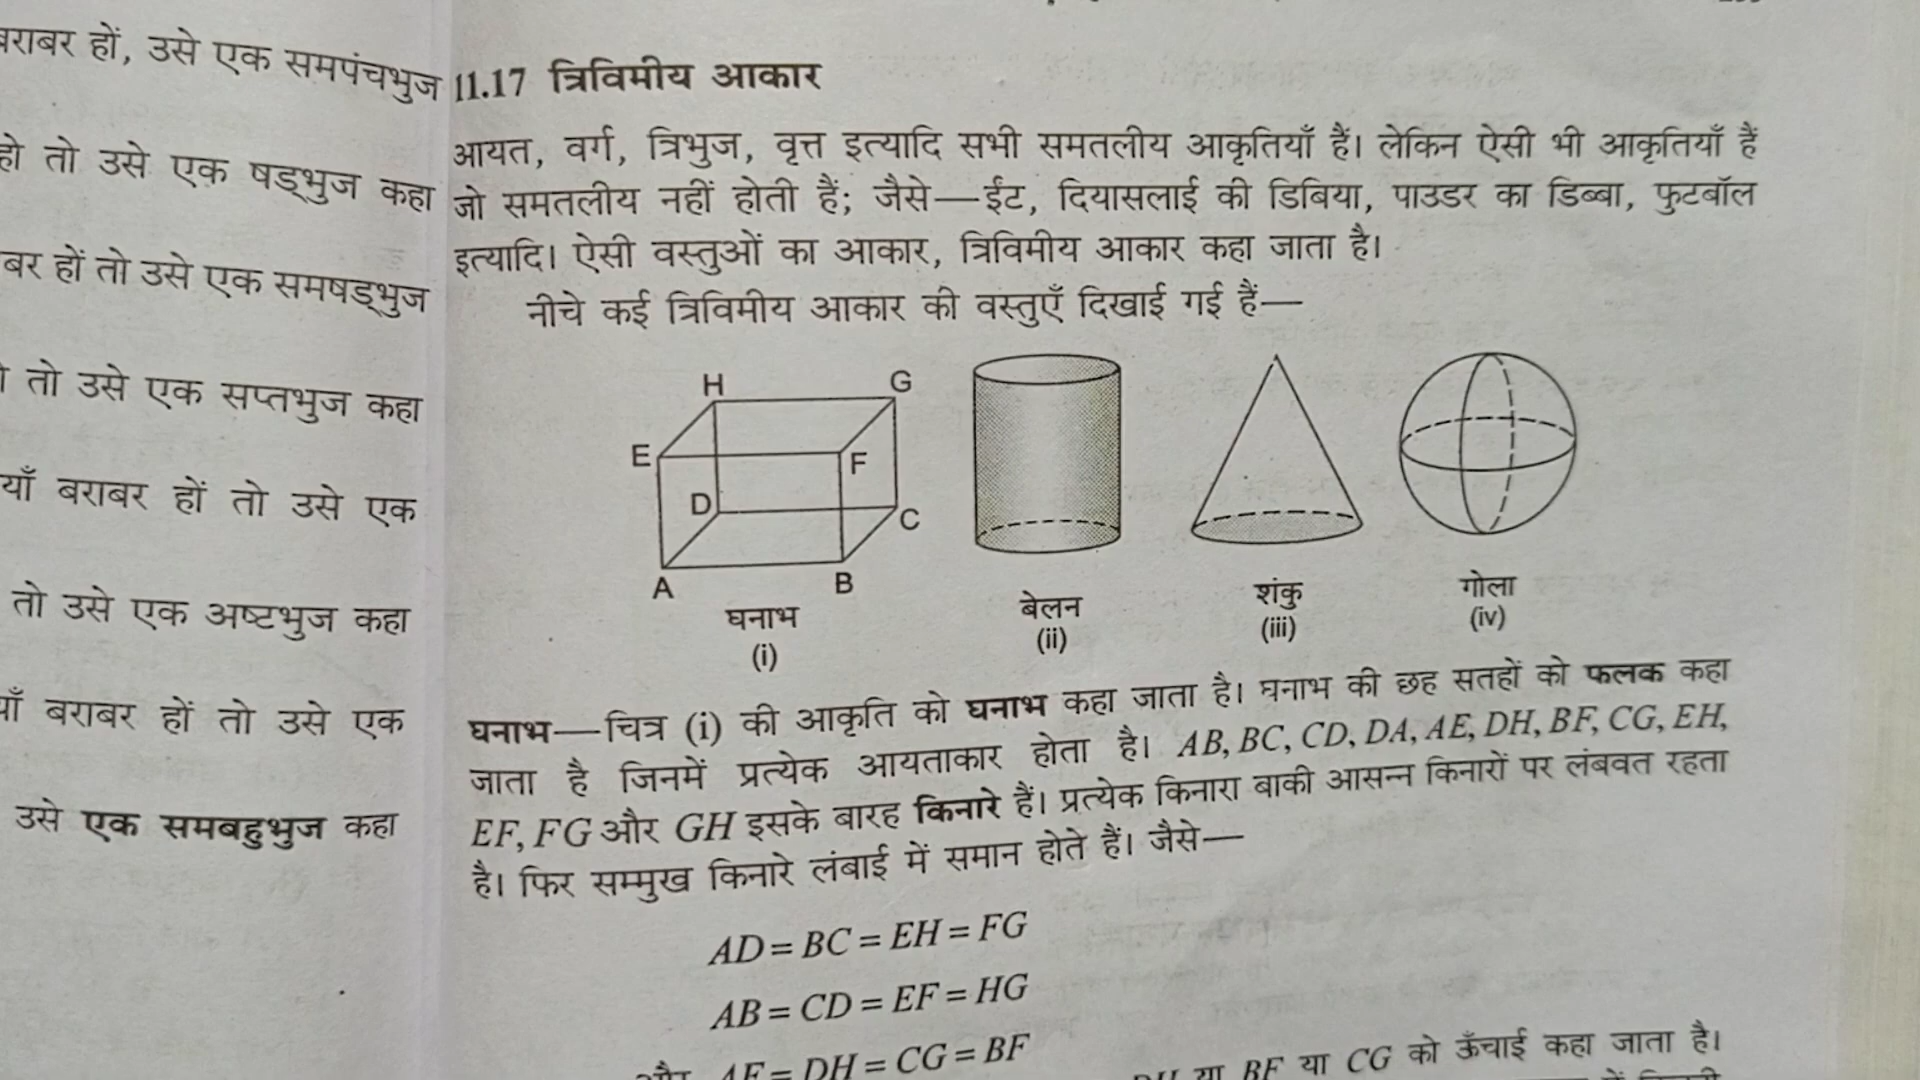 बराबर हों, उसे एक समपंचभुज
हो तो उसे एक षड्भुज कहा
बर हों तो उसे एक समषड्भुज
तो उसे एक सप्तभुज कहा
याँ बराबर हों तो उसे एक
तो उसे एक अष्टभुज कहा
याँ बराबर हों तो उसे एक
उसे एक समबहुभुज कहा
11.17 त्रिविमीय आकार
आयत, वर्ग, त्रिभुज, वृत्त इत्यादि सभी समतलीय आकृतियाँ हैं। लेकिन ऐसी भी आकृतियाँ हैं
जो समतलीय नहीं होती हैं; जैसे—ईंट, दियासलाई की डिबिया, पाउडर का डिब्बा, फुटबॉल
इत्यादि। ऐसी वस्तुओं का आकार, त्रिविमीय आकार कहा जाता है।
नीचे कई त्रिविमीय आकार की वस्तुएँ दिखाई गई हैं—
H G
E F
D C
A B
घनाभ
(i)
बेलन
(ii)
शंकु
(iii)
गोला
(iv)
घनाभ—चित्र (i) की आकृति को घनाभ कहा जाता है। घनाभ की छह सतहों को फलक कहा
जाता है जिनमें प्रत्येक आयताकार होता है। AB, BC, CD, DA, AE, DH, BF, CG, EH,
EF, FG और GH इसके बारह किनारे हैं। प्रत्येक किनारा बाकी आसन्न किनारों पर लंबवत रहता
है। फिर सम्मुख किनारे लंबाई में समान होते हैं। जैसे—
AD = BC = EH = FG
AB = CD = EF = HG
और AE = DH = CG = BF
DH या BF या CG को ऊँचाई कहा जाता है।